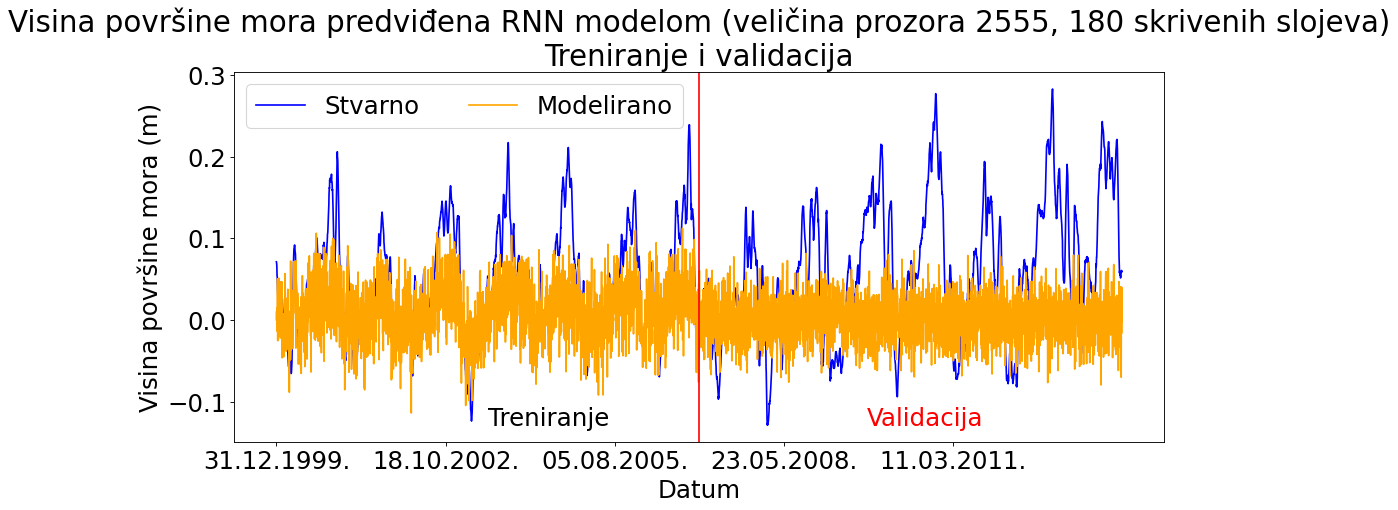 Visina površine mora predviđena RNN modelom (veličina prozora 2555, 180 skrivenih slojeva)
Treniranje i validacija
Stvarno
Modelirano
Visina površine mora (m)
0.3
0.2
0.1
0.0
−0.1
Treniranje
Validacija
31.12.1999.
18.10.2002.
05.08.2005.
23.05.2008.
11.03.2011.
Datum